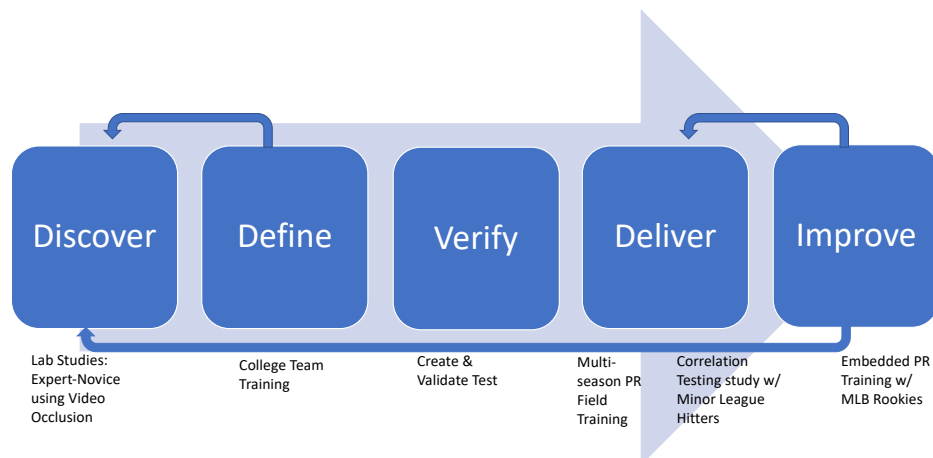 Discover
Define
Verify
Deliver
Improve
Lab Studies:
Expert-Novice
using Video
Occlusion
College Team
Training
Create &
Validate Test
Multi-
season PR
Field
Training
Correlation
Testing study w/
Minor League
Hitters
Embedded PR
Training w/
MLB Rookies